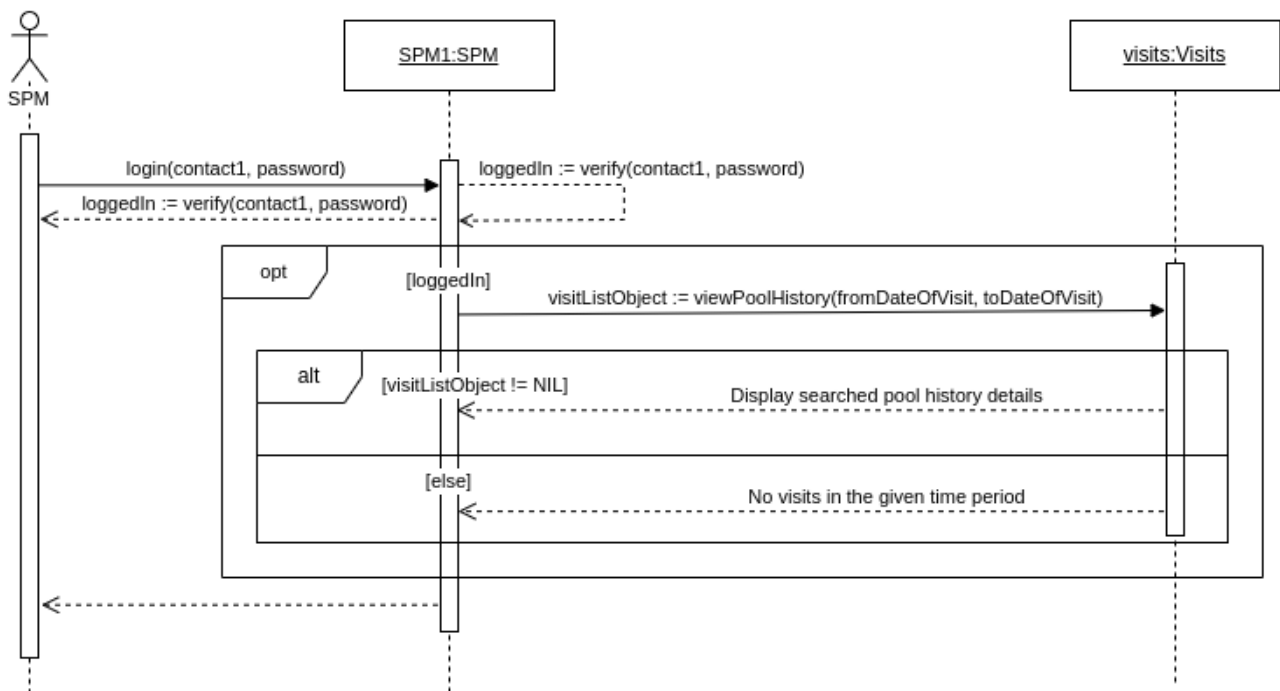 SPM
SPM1:SPM
visits:Visits
login(contact1, password)
loggedIn := verify(contact1, password)
loggedIn := verify(contact1, password)
opt
[loggedIn]
visitListObject := viewPoolHistory(fromDateOfVisit, toDateOfVisit)
alt
[visitListObject != NIL]
Display searched pool history details
[else]
No visits in the given time period